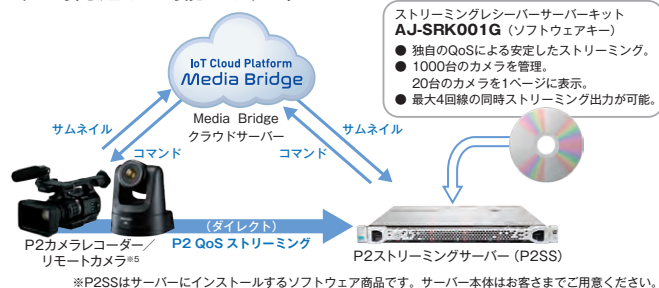 ストリーミングレシーバーサーバーキット
AJ-SRK001G（ソフトウェアキー）
● 独自のQoSによる安定したストリーミング。
● 1000台のカメラを管理。
20台のカメラを1ページに表示。
● 最大4回線の同時ストリーミング出力が可能。
IoT Cloud Platform
Media Bridge
Media Bridge
クラウドサーバー
サムネイル
コマンド
コマンド
サムネイル
（ダイレクト）
P2 QoS ストリーミング
P2カメラレコーダー／
リモートカメラ※5
P2ストリーミングサーバー（P2SS）
※P2SSはサーバーにインストールするソフトウェア商品です。サーバー本体はお客さまでご用意ください。